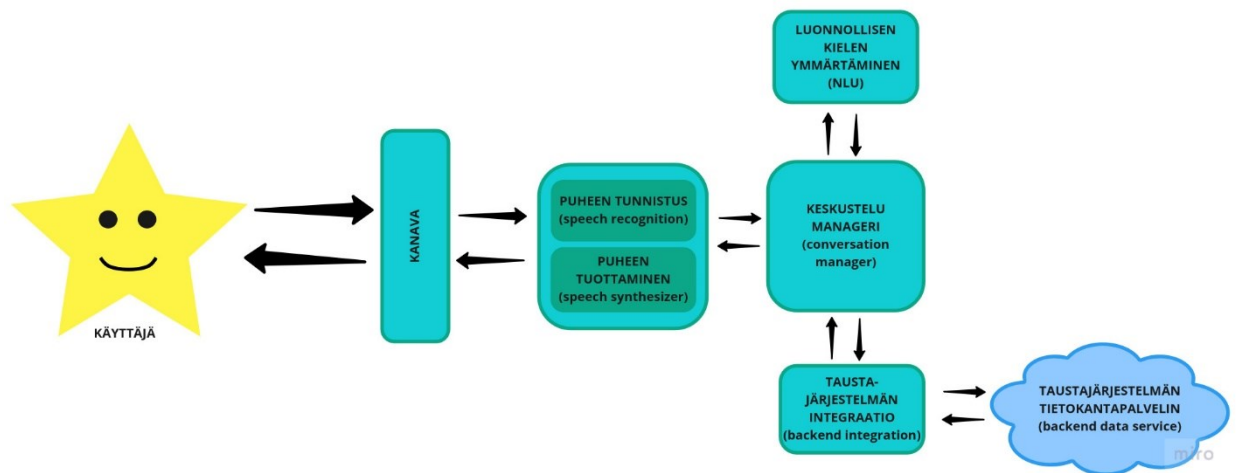 KÄYTTÄJÄ
KANAVA
PUHEEN TUNNISTUS
(speech recognition)
PUHEEN
TUOTTAMINEN
(speech synthesizer)
LUONNOLLISEN
KIELEN
YMMÄRTÄMINEN
(NLU)
KESKUSTELU
MANAGERI
(conversation
manager)
TAUSTA-
JÄRJESTELMÄN
INTEGRAATIO
(backend integration)
TAUSTAJÄRJESTELMÄN
TIETOKANTAPALVELIN
(backend data service)
miro